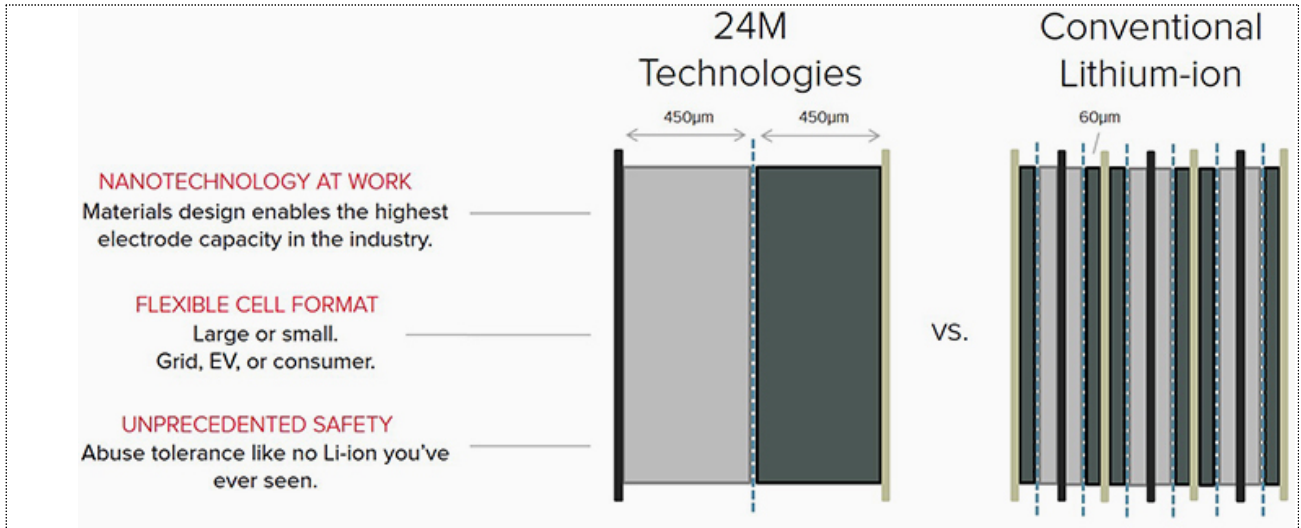 24M
Technologies
Conventional
Lithium-ion
450µm
450µm
60µm
NANOTECHNOLOGY AT WORK
Materials design enables the highest
electrode capacity in the industry.
FLEXIBLE CELL FORMAT
Large or small.
Grid, EV, or consumer.
vs.
UNPRECEDENTED SAFETY
Abuse tolerance like no Li-ion you've
ever seen.